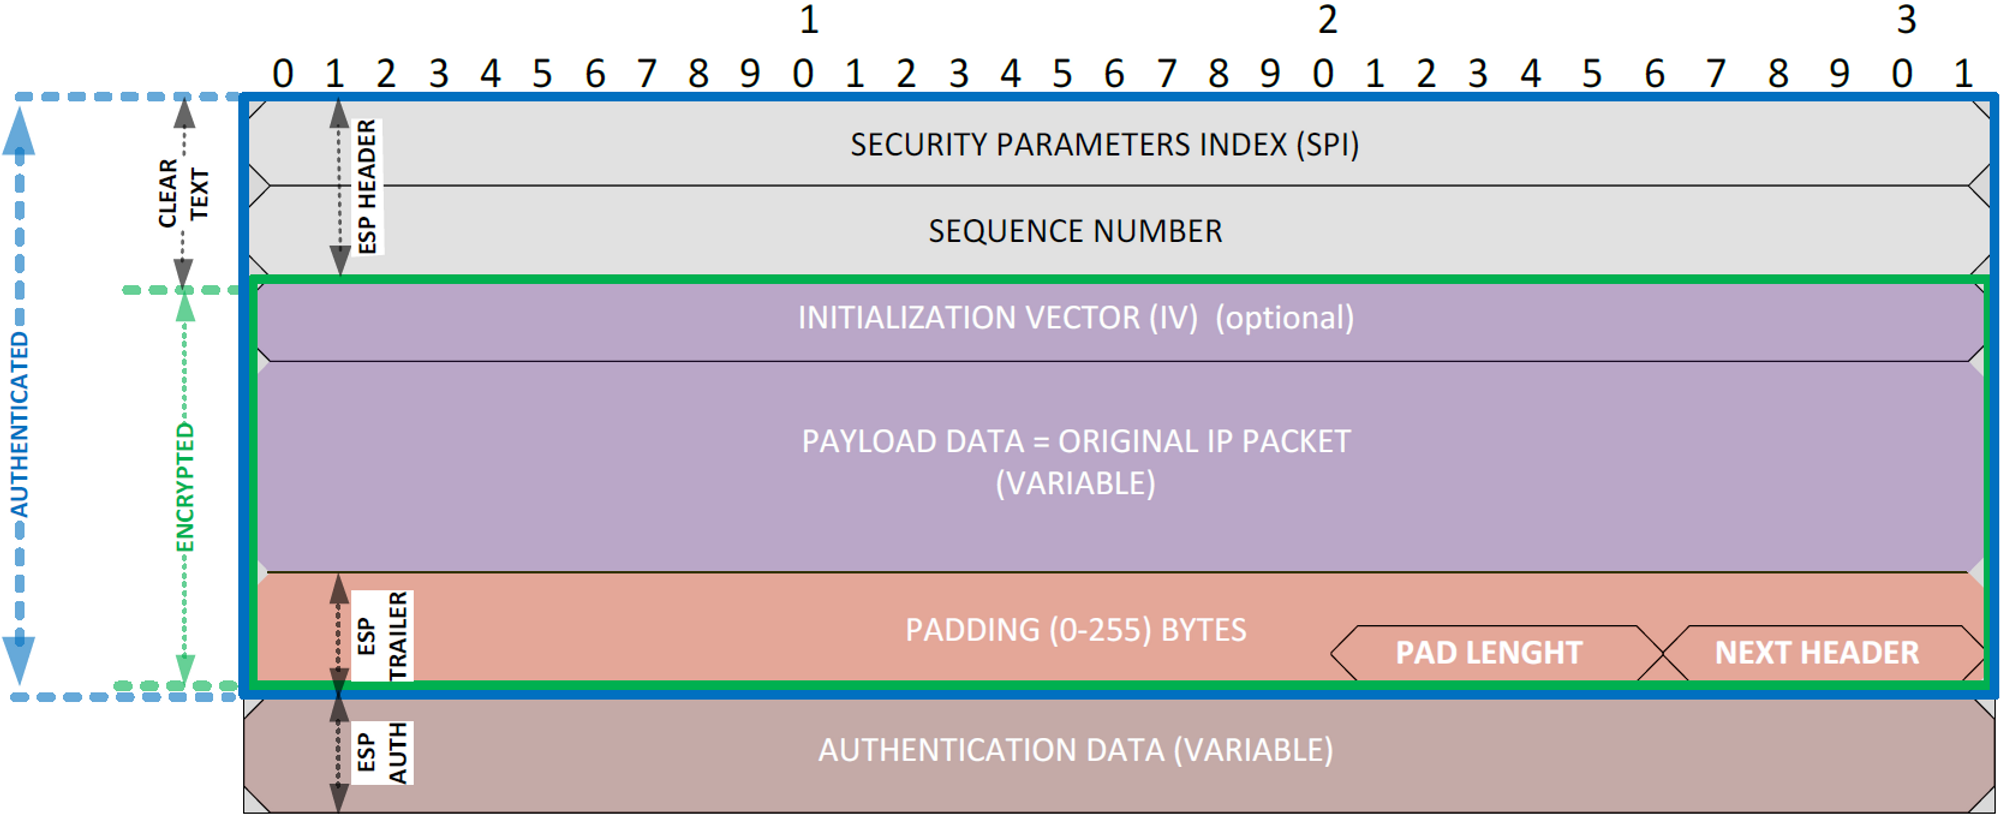 1 2 3
0 1 2 3 4 5 6 7 8 9 0 1 2 3 4 5 6 7 8 9 0 1 2 3 4 5 6 7 8 9 0 1
AUTHENTICATED
CLEAR
TEXT
ENCRYPTED
ESP HEADER
SECURITY PARAMETERS INDEX (SPI)
SEQUENCE NUMBER
INITIALIZATION VECTOR (IV) (optional)
PAYLOAD DATA = ORIGINAL IP PACKET
(VARIABLE)
ESP
TRAILER
PADDING (0-255) BYTES
PAD LENGHT
NEXT HEADER
ESP
AUTH
AUTHENTICATION DATA (VARIABLE)